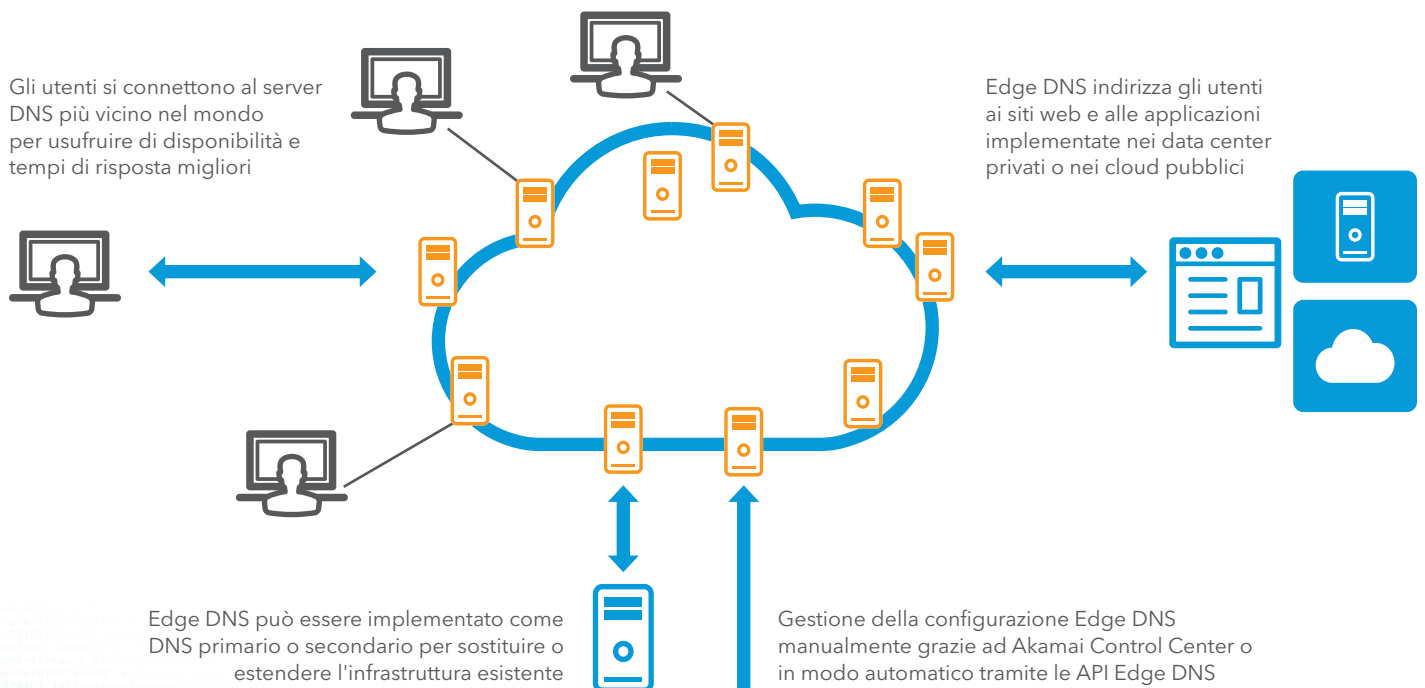 Gli utenti si connettono al server
DNS più vicino nel mondo
per usufruire di disponibilità e
tempi di risposta migliori
Edge DNS indirizza gli utenti
ai siti web e alle applicazioni
implementate nei data center
privati o nei cloud pubblici
Edge DNS può essere implementato come
DNS primario o secondario per sostituire o
estendere l'infrastruttura esistente
Gestione della configurazione Edge DNS
manualmente grazie ad Akamai Control Center o
in modo automatico tramite le API Edge DNS